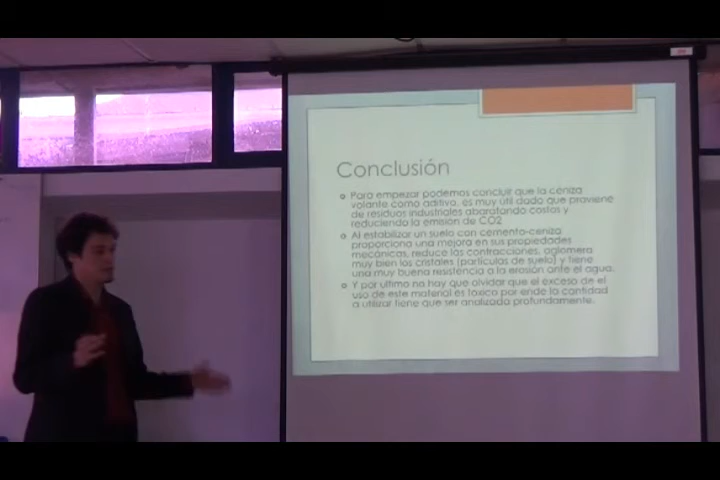 Conclusión
Para empezar podemos concluir que la ceniza
volante como aditivo, es muy útil dado que proviene
de residuos industriales abaratando costos y
reduciendo la emisión de CO2
Al estabilizar un suelo con cemento-ceniza
proporciona una mejora en sus propiedades
mecánicas, reduce las contracciones, aglomera
muy bien los cristales (partículas de suelo) y tiene
una muy buena resistencia a la erosión ante el agua.
Y por ultimo no hay que olvidar que el exceso de el
uso de este material es toxico por ende la cantidad
a utilizar tiene que ser analizada profundamente.